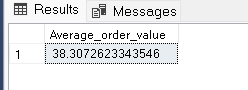 Results Messages
Average_order_value
1 38.3072623343546